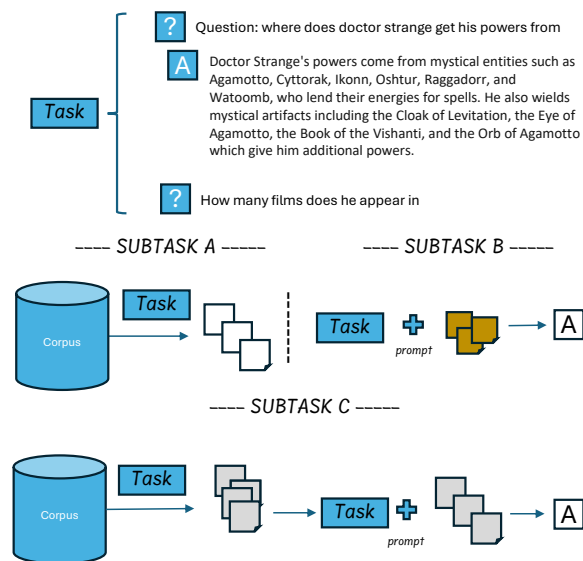 ? Question: where does doctor strange get his powers from
A Doctor Strange's powers come from mystical entities such as
Agamotto, Cyttorak, Ikonn, Oshtur, Raggadorr, and
Watoomb, who lend their energies for spells. He also wields
mystical artifacts including the Cloak of Levitation, the Eye of
Agamotto, the Book of the Vishanti, and the Orb of Agamotto
which give him additional powers.
Task
? How many films does he appear in
---- SUBTASK A -----
---- SUBTASK B -----
Task
Corpus
Task
prompt
A
---- SUBTASK C -----
Task
Corpus
Task
prompt
A